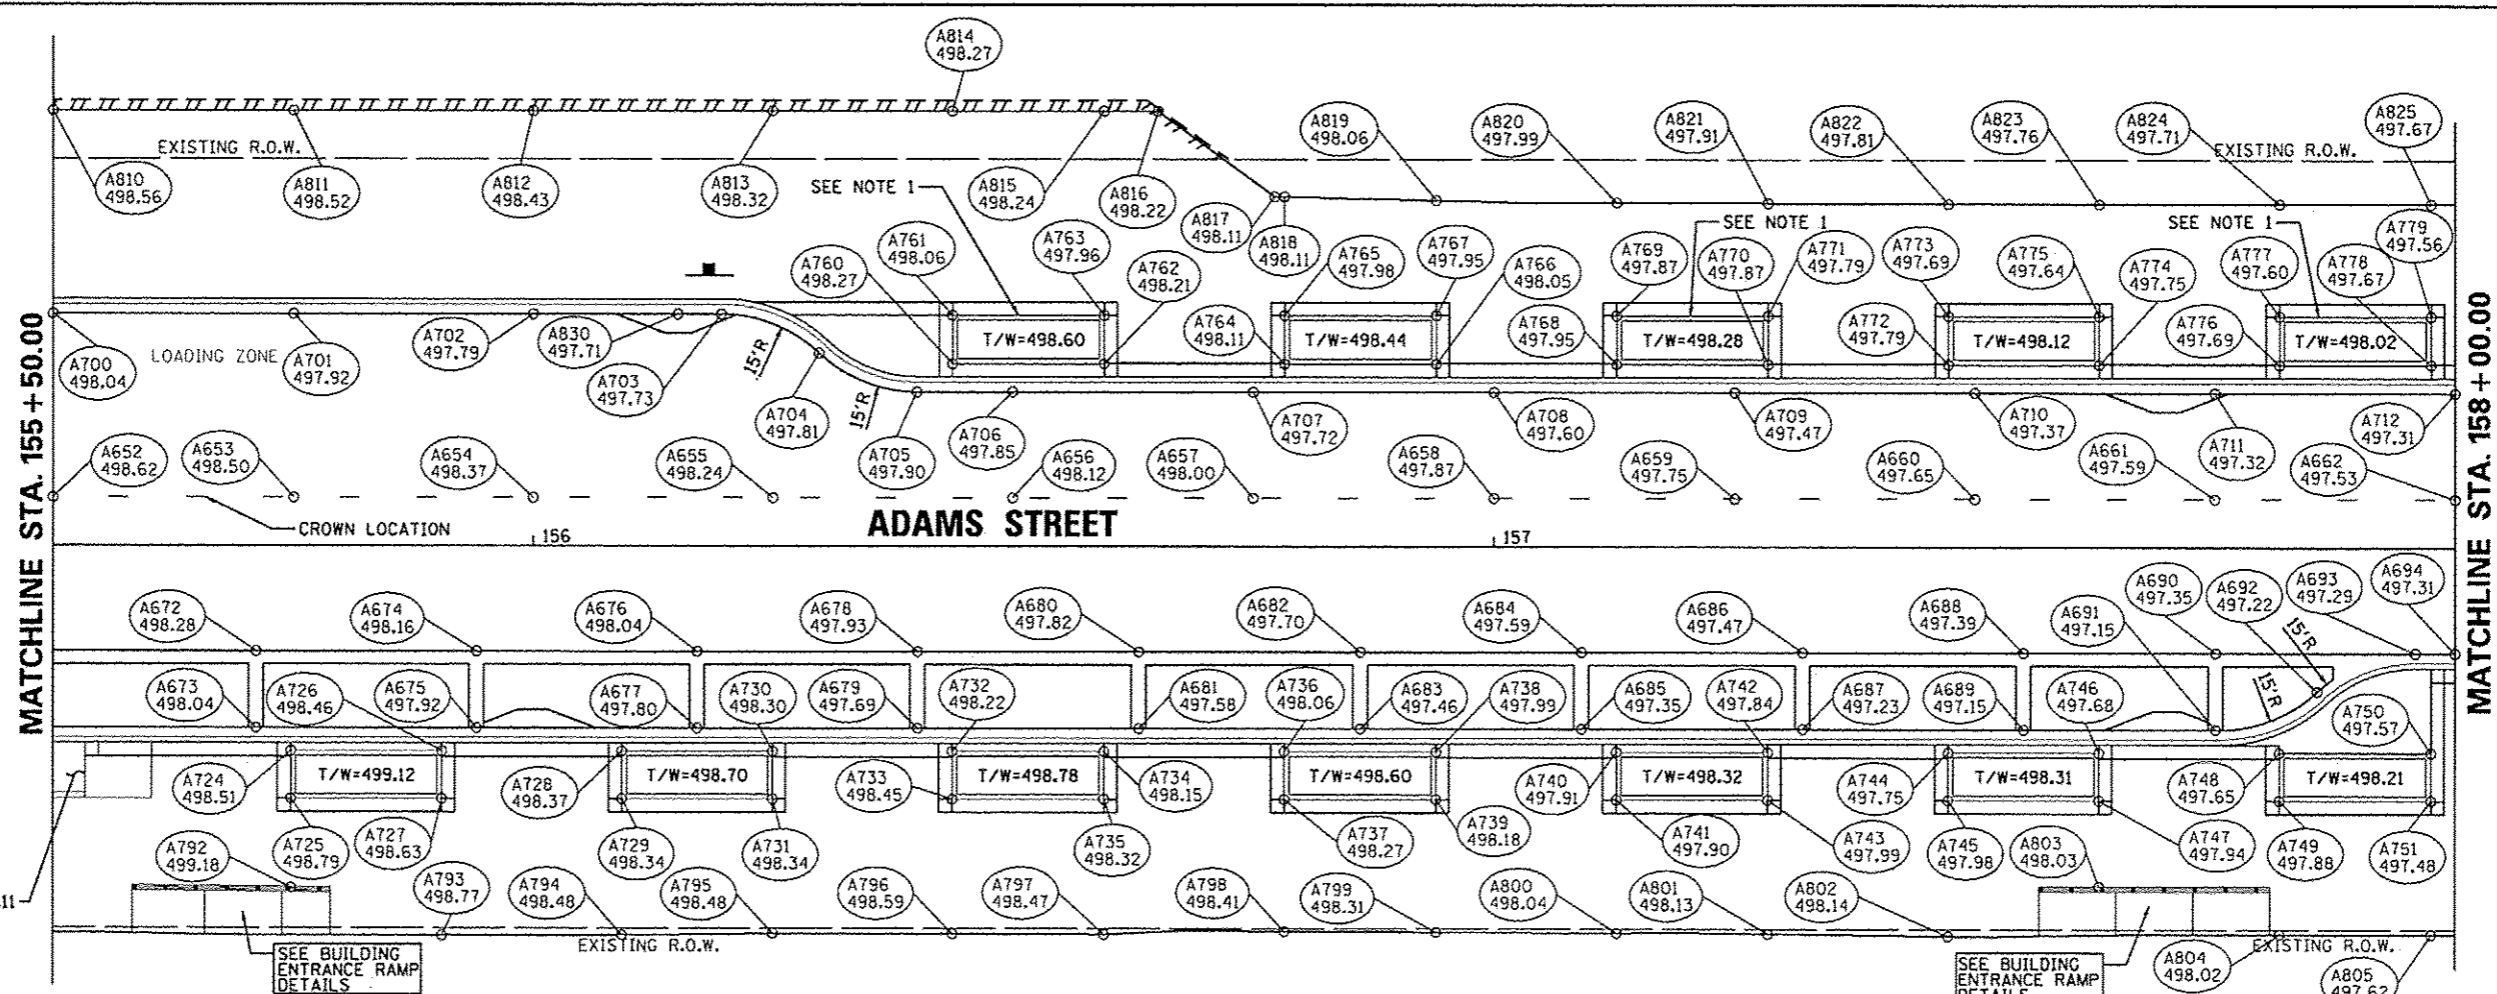 A814
498.27
EXISTING R.O.W.
A810
498.56
A811
498.52
A812
498.43
A813
498.32
SEE NOTE 1
A815
498.24
A816
498.22
A817
498.11
A818
498.11
A819
498.06
A820
497.99
A821
497.91
A822
497.81
A823
497.76
A824
497.71
A825
497.67
EXISTING R.O.W.
SEE NOTE 1
SEE NOTE 1
A760
498.27
A761
498.06
A763
497.96
A762
498.21
A765
497.98
A767
497.95
A766
498.05
A764
498.11
A769
497.87
A770
497.87
A771
497.79
A768
497.95
A773
497.69
A775
497.64
A774
497.75
A772
497.79
A777
497.60
A778
497.67
A779
497.56
A776
497.69
T/W=498.60
T/W=498.44
T/W=498.28
T/W=498.12
T/W=498.02
MATCHLINE STA. 155+50.00
A700
498.04
LOADING ZONE
A701
497.92
A702
497.79
A830
497.71
A703
497.73
15'R
A704
497.81
15'R
A705
497.90
A706
497.85
A707
497.72
A708
497.60
A709
497.47
A710
497.37
A711
497.32
A712
497.31
MATCHLINE STA. 158+00.00
A652
498.62
A653
498.50
A654
498.37
A655
498.24
A656
498.12
A657
498.00
A658
497.87
A659
497.75
A660
497.65
A661
497.59
A662
497.53
CROWN LOCATION
156
ADAMS STREET
157
A672
498.28
A674
498.16
A676
498.04
A678
497.93
A680
497.82
A682
497.70
A684
497.59
A686
497.47
A688
497.39
A690
497.35
A692
497.22
A693
497.29
A694
497.31
A691
497.15
15'R
15'R
A673
498.04
A726
498.46
A675
497.92
A677
497.80
A730
498.30
A679
497.69
A732
498.22
A681
497.58
A736
498.06
A683
497.46
A738
497.99
A685
497.35
A742
497.84
A687
497.23
A689
497.15
A746
497.68
A750
497.57
A724
498.51
T/W=499.12
A728
498.37
T/W=498.70
A733
498.45
T/W=498.78
A734
498.15
T/W=498.60
A740
497.91
T/W=498.32
A744
497.75
T/W=498.31
A748
497.65
T/W=498.21
A792
499.18
A725
498.79
A727
498.63
A729
498.34
A731
498.34
A735
498.32
A737
498.27
A739
498.18
A741
497.90
A743
497.99
A745
497.98
A803
498.03
A747
497.94
A749
497.88
A751
497.48
11
A793
498.77
A794
498.48
A795
498.48
A796
498.59
A797
498.47
A798
498.41
A799
498.31
A800
498.04
A801
498.13
A802
498.14
EXISTING R.O.W.
EXISTING R.O.W.
SEE BUILDING
ENTRANCE RAMP
DETAILS
SEE BUILDING
ENTRANCE RAMP
DETAILS
A804
498.02
A805
497.62